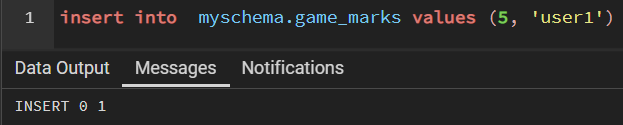 1 insert into  myschema.game_marks values (5, 'user1')
Data Output Messages Notifications
INSERT 0 1